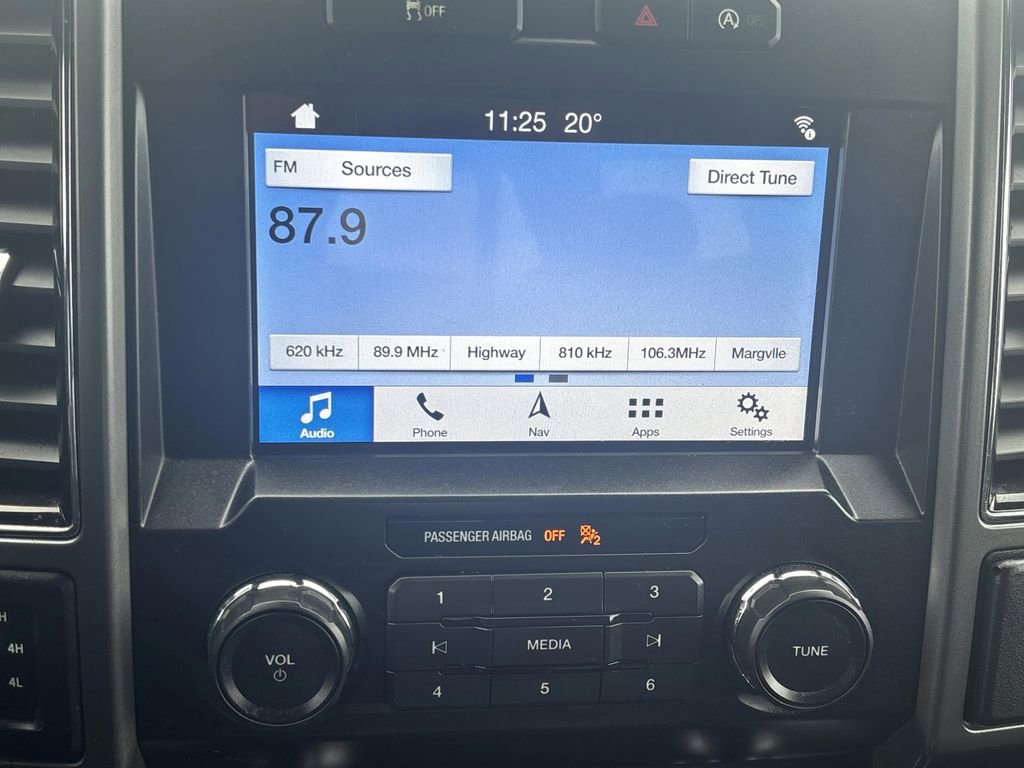 OFF
A OFF
11:25 20°
FM Sources
Direct Tune
87.9
620 kHz 89.9 MHz Highway 810 kHz 106.3MHz Margvlle
Audio Phone Nav Apps Settings
PASSENGER AIRBAG OFF 2
1 2 3
MEDIA
4 5 6
VOL
TUNE
H
4H
4L